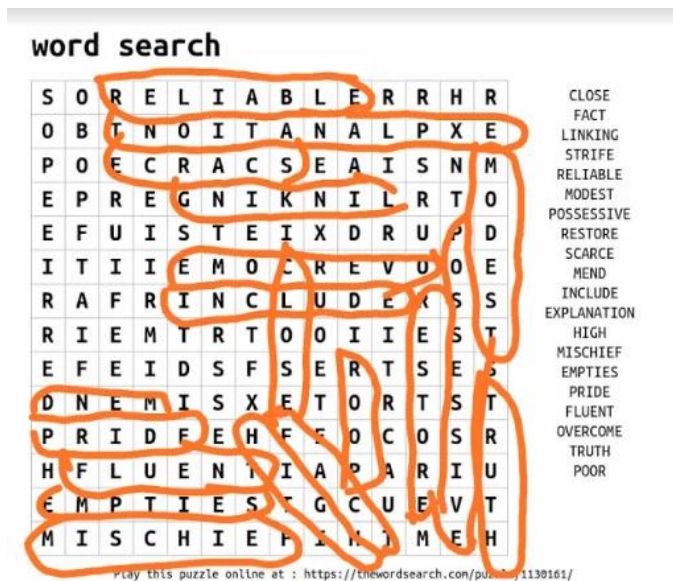 word search
S O R E L I A B L E R R H R
O B T N O I T A N A L P X E
P O E C R A C S E A I S N M
E P R E G N I K N I L R T O
E F U I S T E I X D R U P D
I T I I E M O C R E V O O E
R A F R I N C L U D E R S S
R I E M T R T O O I I E S T
E F E I D S F S E R T S E S
D N E M I S X E T O R T S T
P R I D E E H F E O C O S R
H F L U E N T I A P A R I U
E M P T I E S T G C U E V T
M I S C H I E F I H T M E H
CLOSE
FACT
LINKING
STRIFE
RELIABLE
MODEST
POSSESSIVE
RESTORE
SCARCE
MEND
INCLUDE
EXPLANATION
HIGH
MISCHIEF
EMPTIES
PRIDE
FLUENT
OVERCOME
TRUTH
POOR
Play this puzzle online at : https://thewordsearch.com/puzzle/1130161/